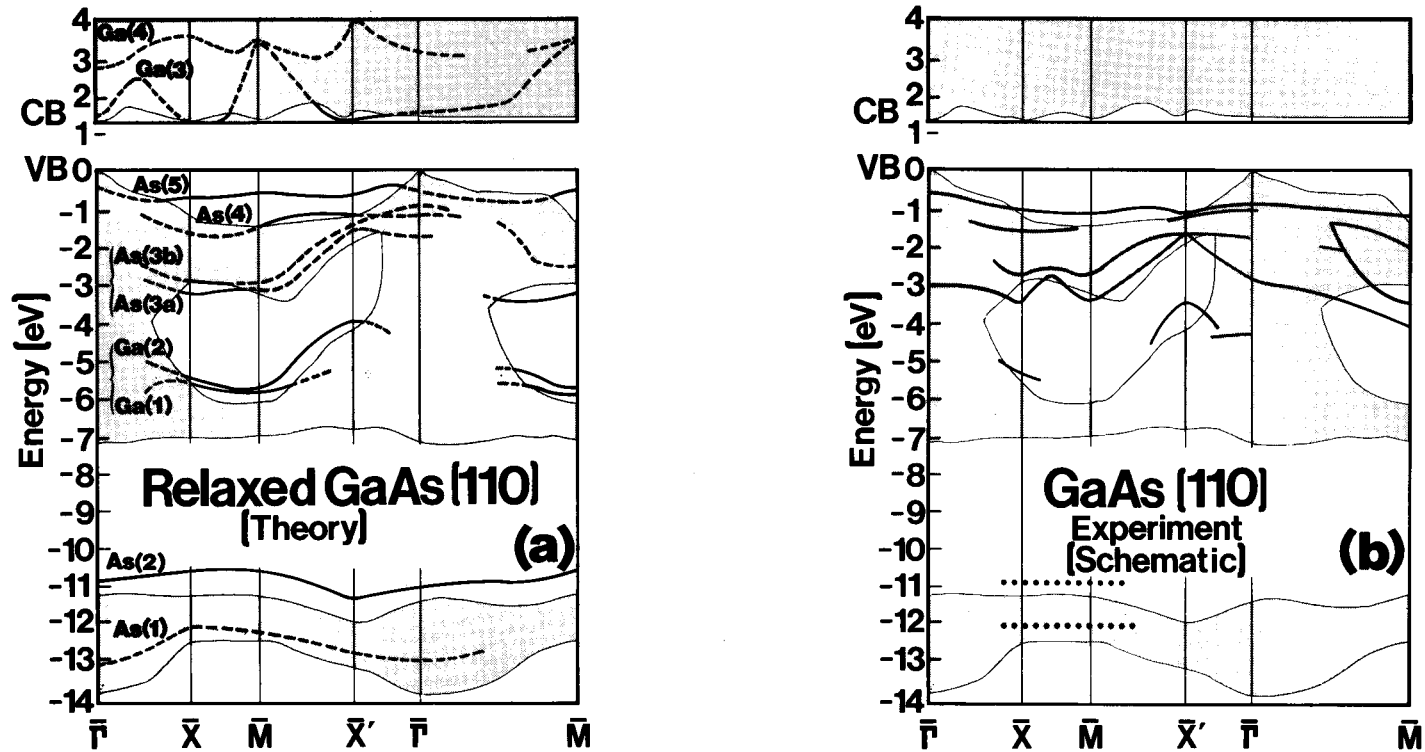 4
Ga(4)
3
Ga(3)
2
CB
1
VB 0
As(5)
-1
As(4)
-2
As(3b)
-3
As(3a)
-4
Ga(2)
-5
Ga(1)
-6
-7
Energy (eV)
-8
Relaxed GaAs (110)
-9
(Theory)
(a)
-10
As(2)
-11
As(1)
-12
-13
-14
Γ̅
X̅
M̅
X̅′
Γ̅
M̅
4
3
2
CB
1
VB 0
-1
-2
-3
-4
-5
-6
-7
Energy (eV)
-8
GaAs (110)
-9
Experiment
(Schematic)
(b)
-10
-11
-12
-13
-14
Γ̅
X̅
M̅
X̅′
Γ̅
M̅